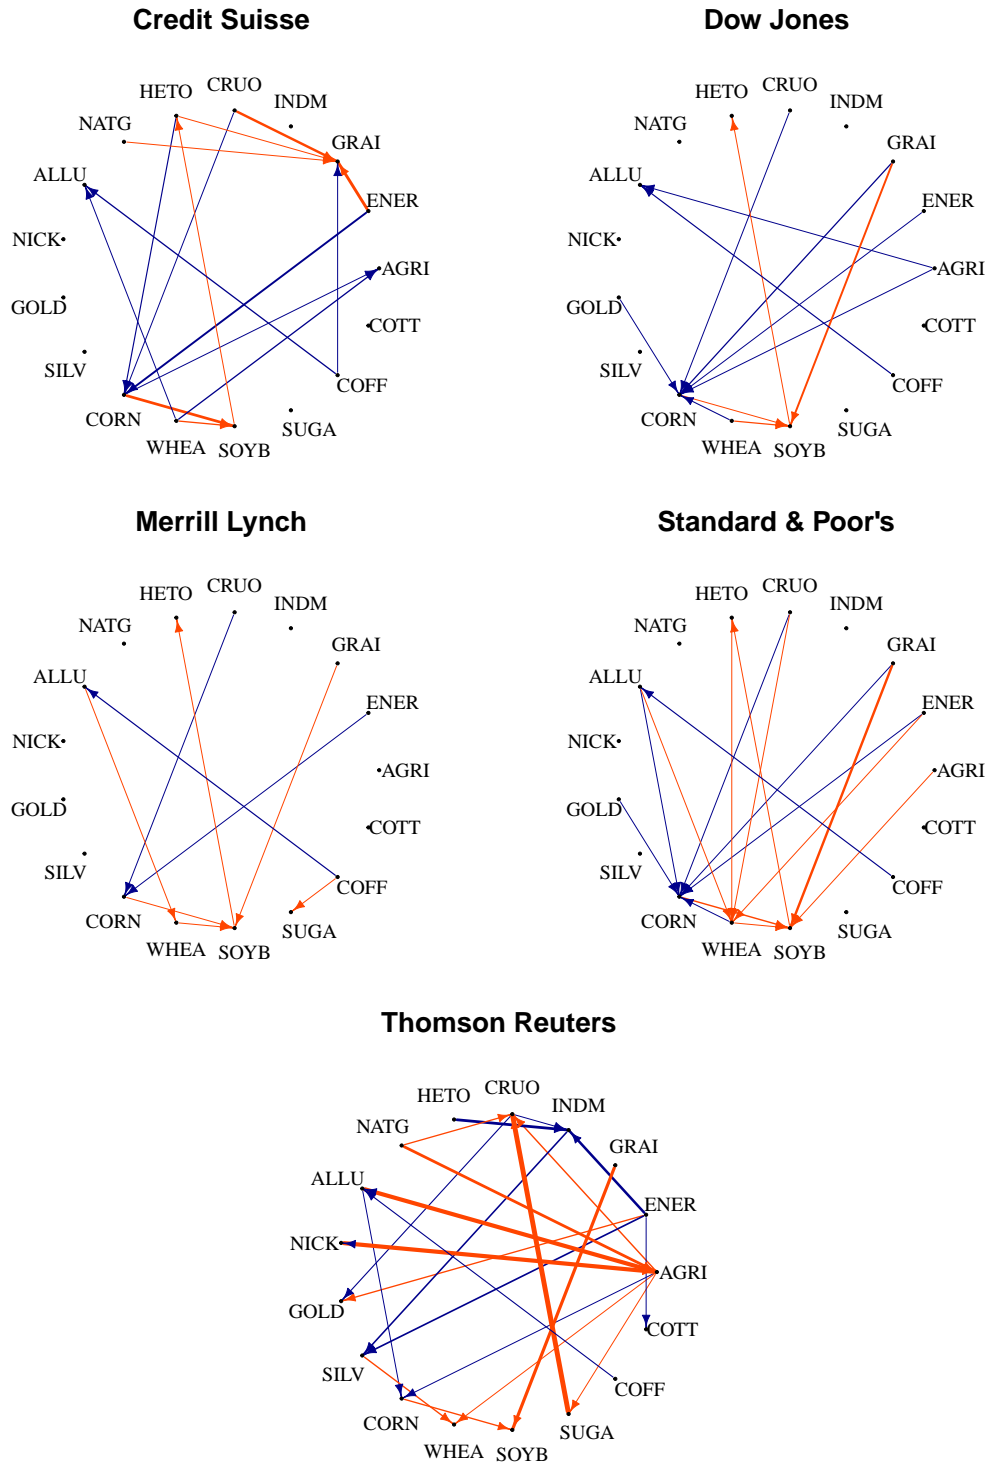 Credit Suisse
Dow Jones
CRUO
HETO
INDM
NATG
GRAI
ALLU
ENER
NICK
AGRI
GOLD
COTT
SILV
COFF
CORN
SUGA
WHEA
SOYB
CRUO
HETO
INDM
NATG
GRAI
ALLU
ENER
NICK
AGRI
GOLD
COTT
SILV
COFF
CORN
SUGA
WHEA
SOYB
Merrill Lynch
Standard & Poor's
CRUO
HETO
INDM
NATG
GRAI
ALLU
ENER
NICK
AGRI
GOLD
COTT
SILV
COFF
CORN
SUGA
WHEA
SOYB
CRUO
HETO
INDM
NATG
GRAI
ALLU
ENER
NICK
AGRI
GOLD
COTT
SILV
COFF
CORN
SUGA
WHEA
SOYB
Thomson Reuters
CRUO
HETO
INDM
NATG
GRAI
ALLU
ENER
NICK
AGRI
GOLD
COTT
SILV
COFF
CORN
SUGA
WHEA
SOYB